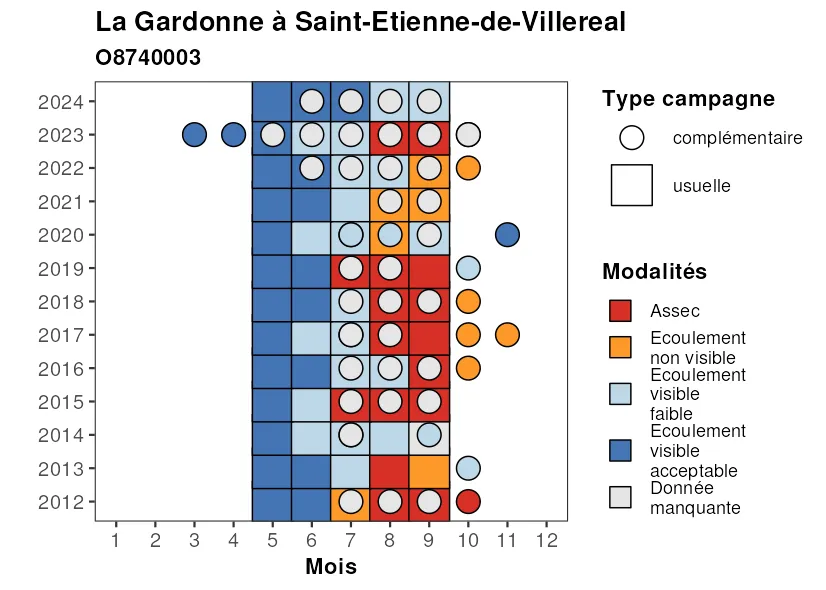 La Gardonne à Saint-Etienne-de-Villereal
O8740003
2024
2023
2022
2021
2020
2019
2018
2017
2016
2015
2014
2013
2012
1 2 3 4 5 6 7 8 9 10 11 12
Mois
Type campagne
complémentaire
usuelle
Modalités
Assec
Ecoulement
non visible
Ecoulement
visible
faible
Ecoulement
visible
acceptable
Donnée
manquante